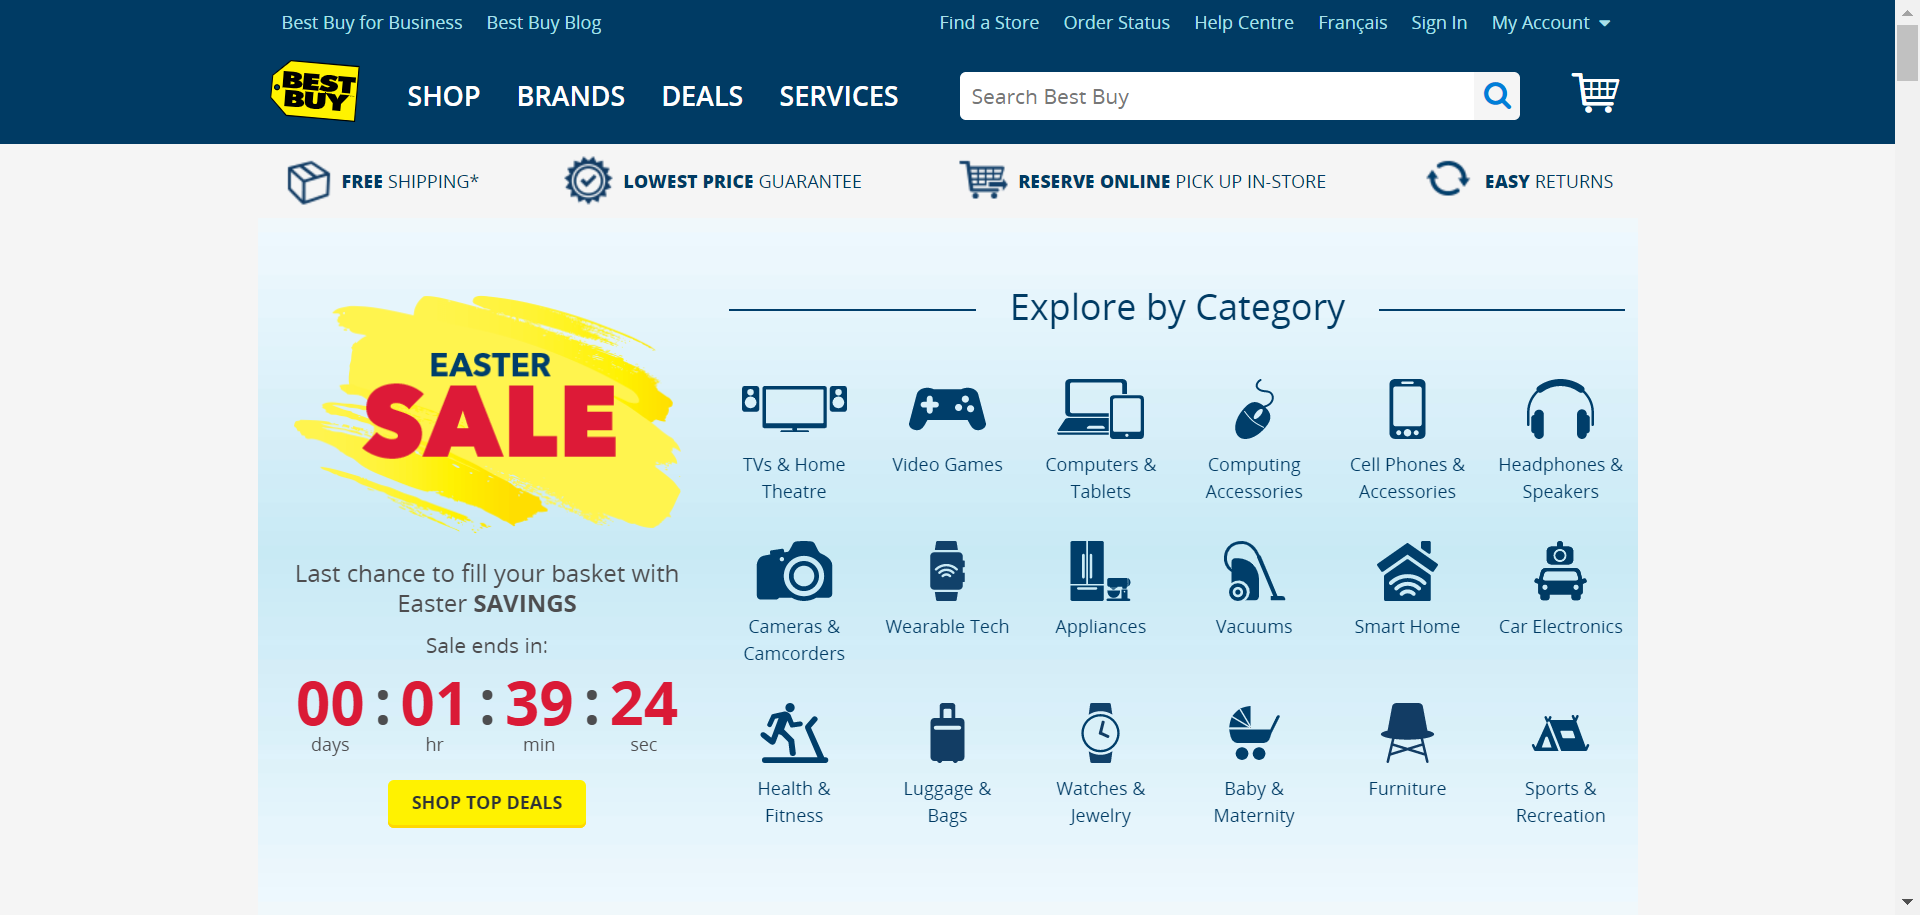 Best Buy for Business Best Buy Blog Find a Store Order Status Help Centre Français Sign In My Account
BEST BUY
SHOP BRANDS DEALS SERVICES Search Best Buy
FREE SHIPPING* LOWEST PRICE GUARANTEE RESERVE ONLINE PICK UP IN-STORE EASY RETURNS
EASTER
SALE
Last chance to fill your basket with
Easter SAVINGS
Sale ends in:
00 : 01 : 39 : 24
days hr min sec
SHOP TOP DEALS
Explore by Category
TVs & Home Theatre
Video Games
Computers & Tablets
Computing Accessories
Cell Phones & Accessories
Headphones & Speakers
Cameras & Camcorders
Wearable Tech
Appliances
Vacuums
Smart Home
Car Electronics
Health & Fitness
Luggage & Bags
Watches & Jewelry
Baby & Maternity
Furniture
Sports & Recreation